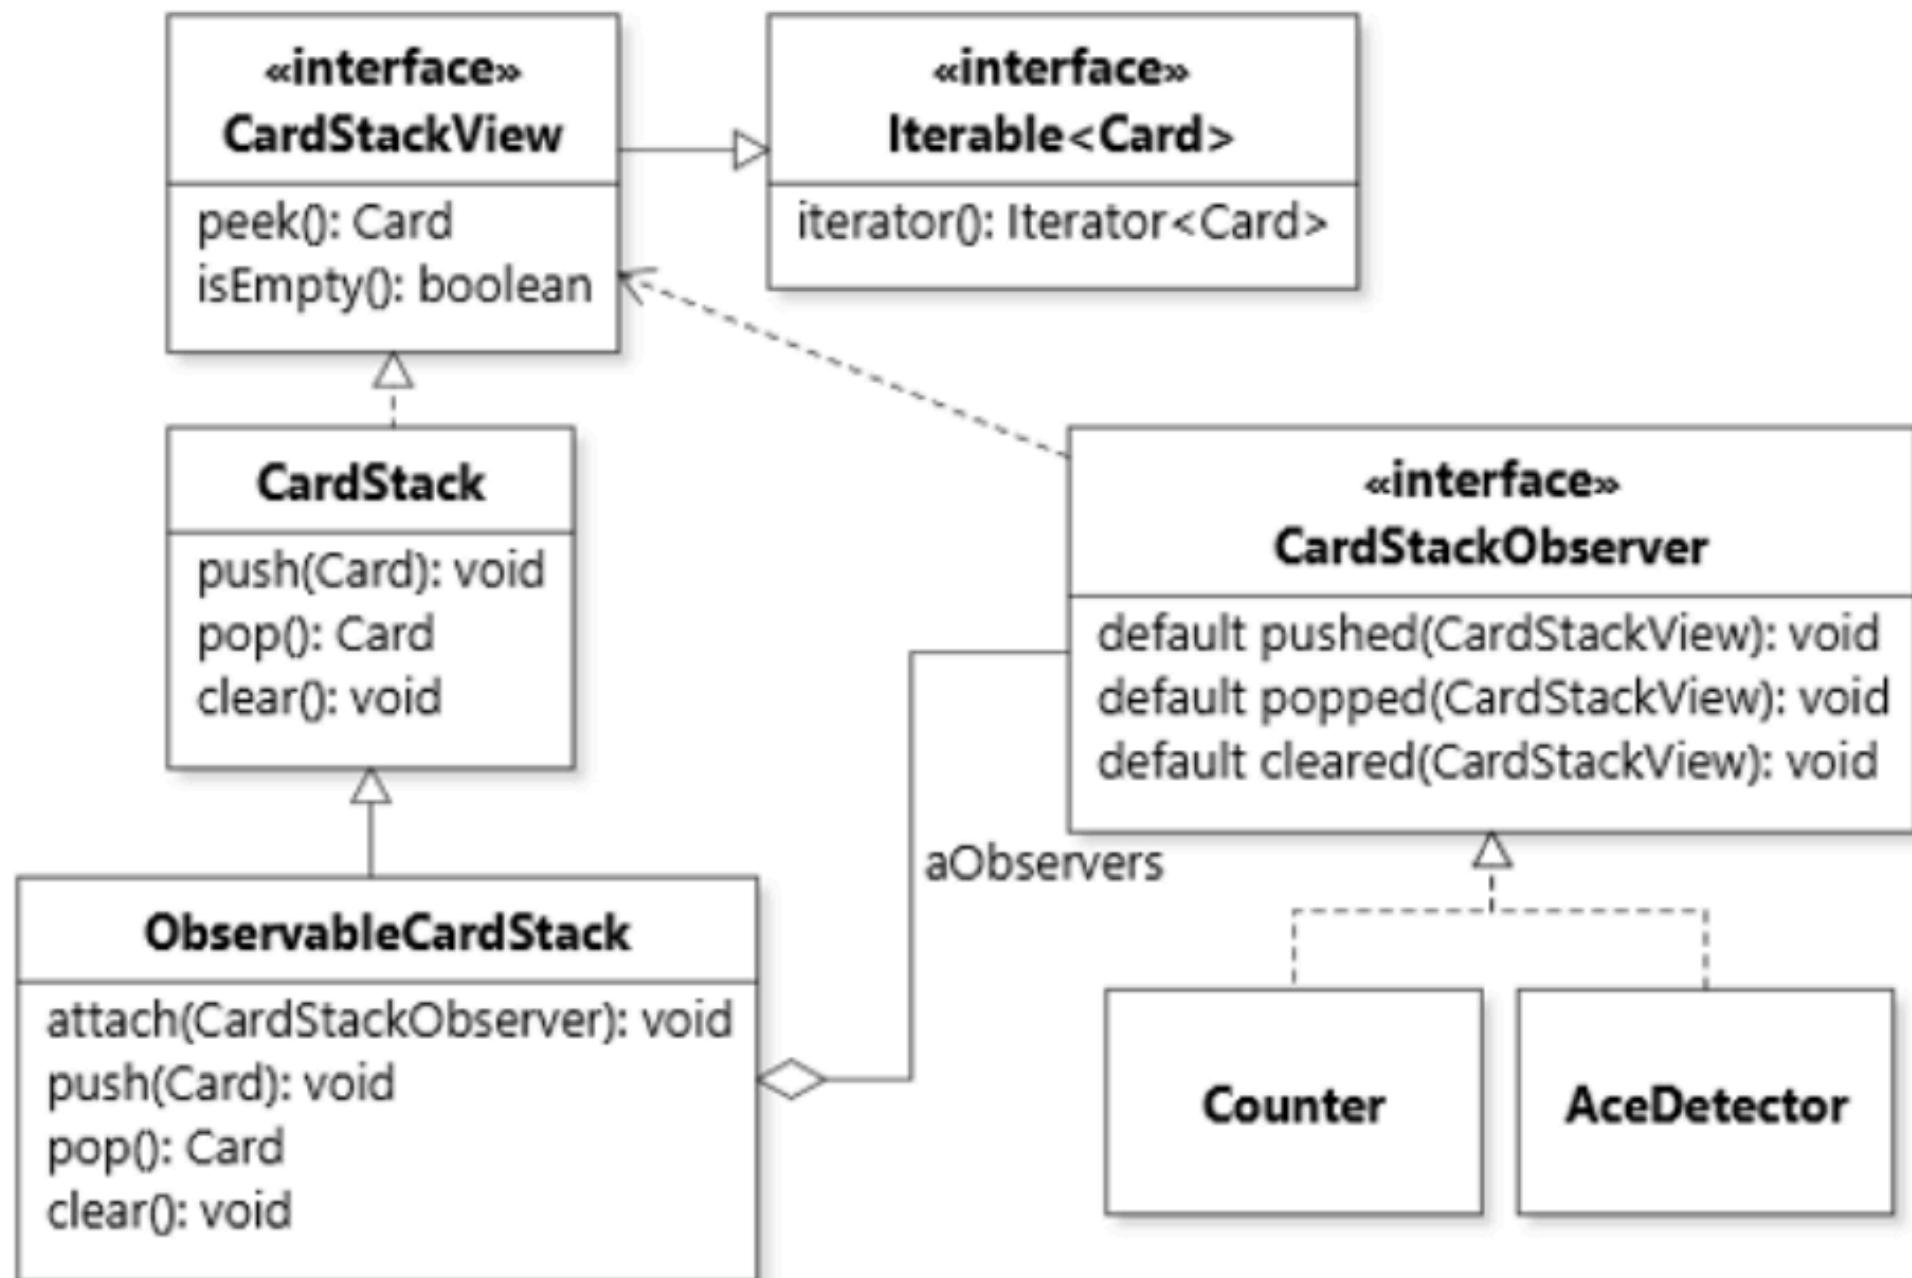 «interface»
CardStackView
peek(): Card
isEmpty(): boolean
«interface»
Iterable<Card>
iterator(): Iterator<Card>
CardStack
push(Card): void
pop(): Card
clear(): void
«interface»
CardStackObserver
default pushed(CardStackView): void
default popped(CardStackView): void
default cleared(CardStackView): void
aObservers
ObservableCardStack
attach(CardStackObserver): void
push(Card): void
pop(): Card
clear(): void
Counter
AceDetector